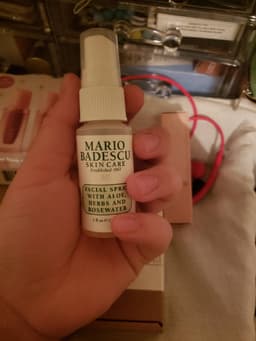 MARIO
BADESCU
SKIN CARE
Established 1967
FACIAL SPRAY
WITH ALOE,
HERBS AND
ROSEWATER